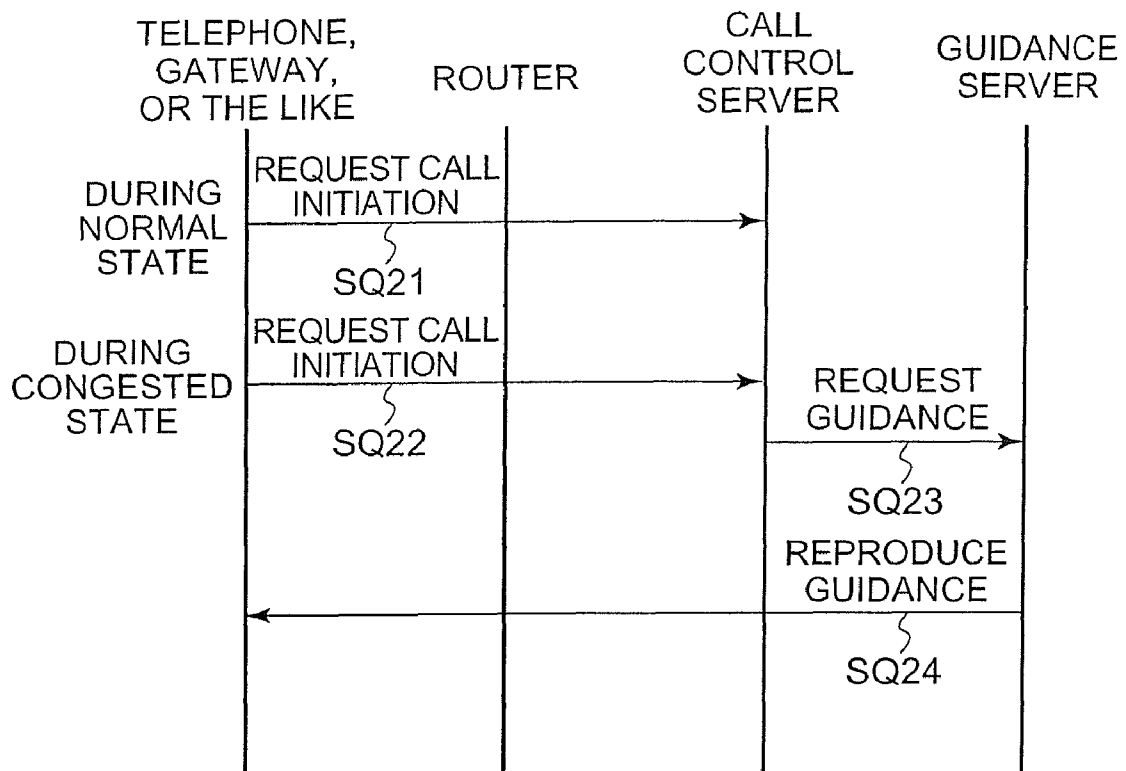 TELEPHONE,
GATEWAY,
OR THE LIKE
ROUTER
CALL
CONTROL
SERVER
GUIDANCE
SERVER
DURING
NORMAL
STATE
REQUEST CALL
INITIATION
SQ21
DURING
CONGESTED
STATE
REQUEST CALL
INITIATION
SQ22
REQUEST
GUIDANCE
SQ23
REPRODUCE
GUIDANCE
SQ24